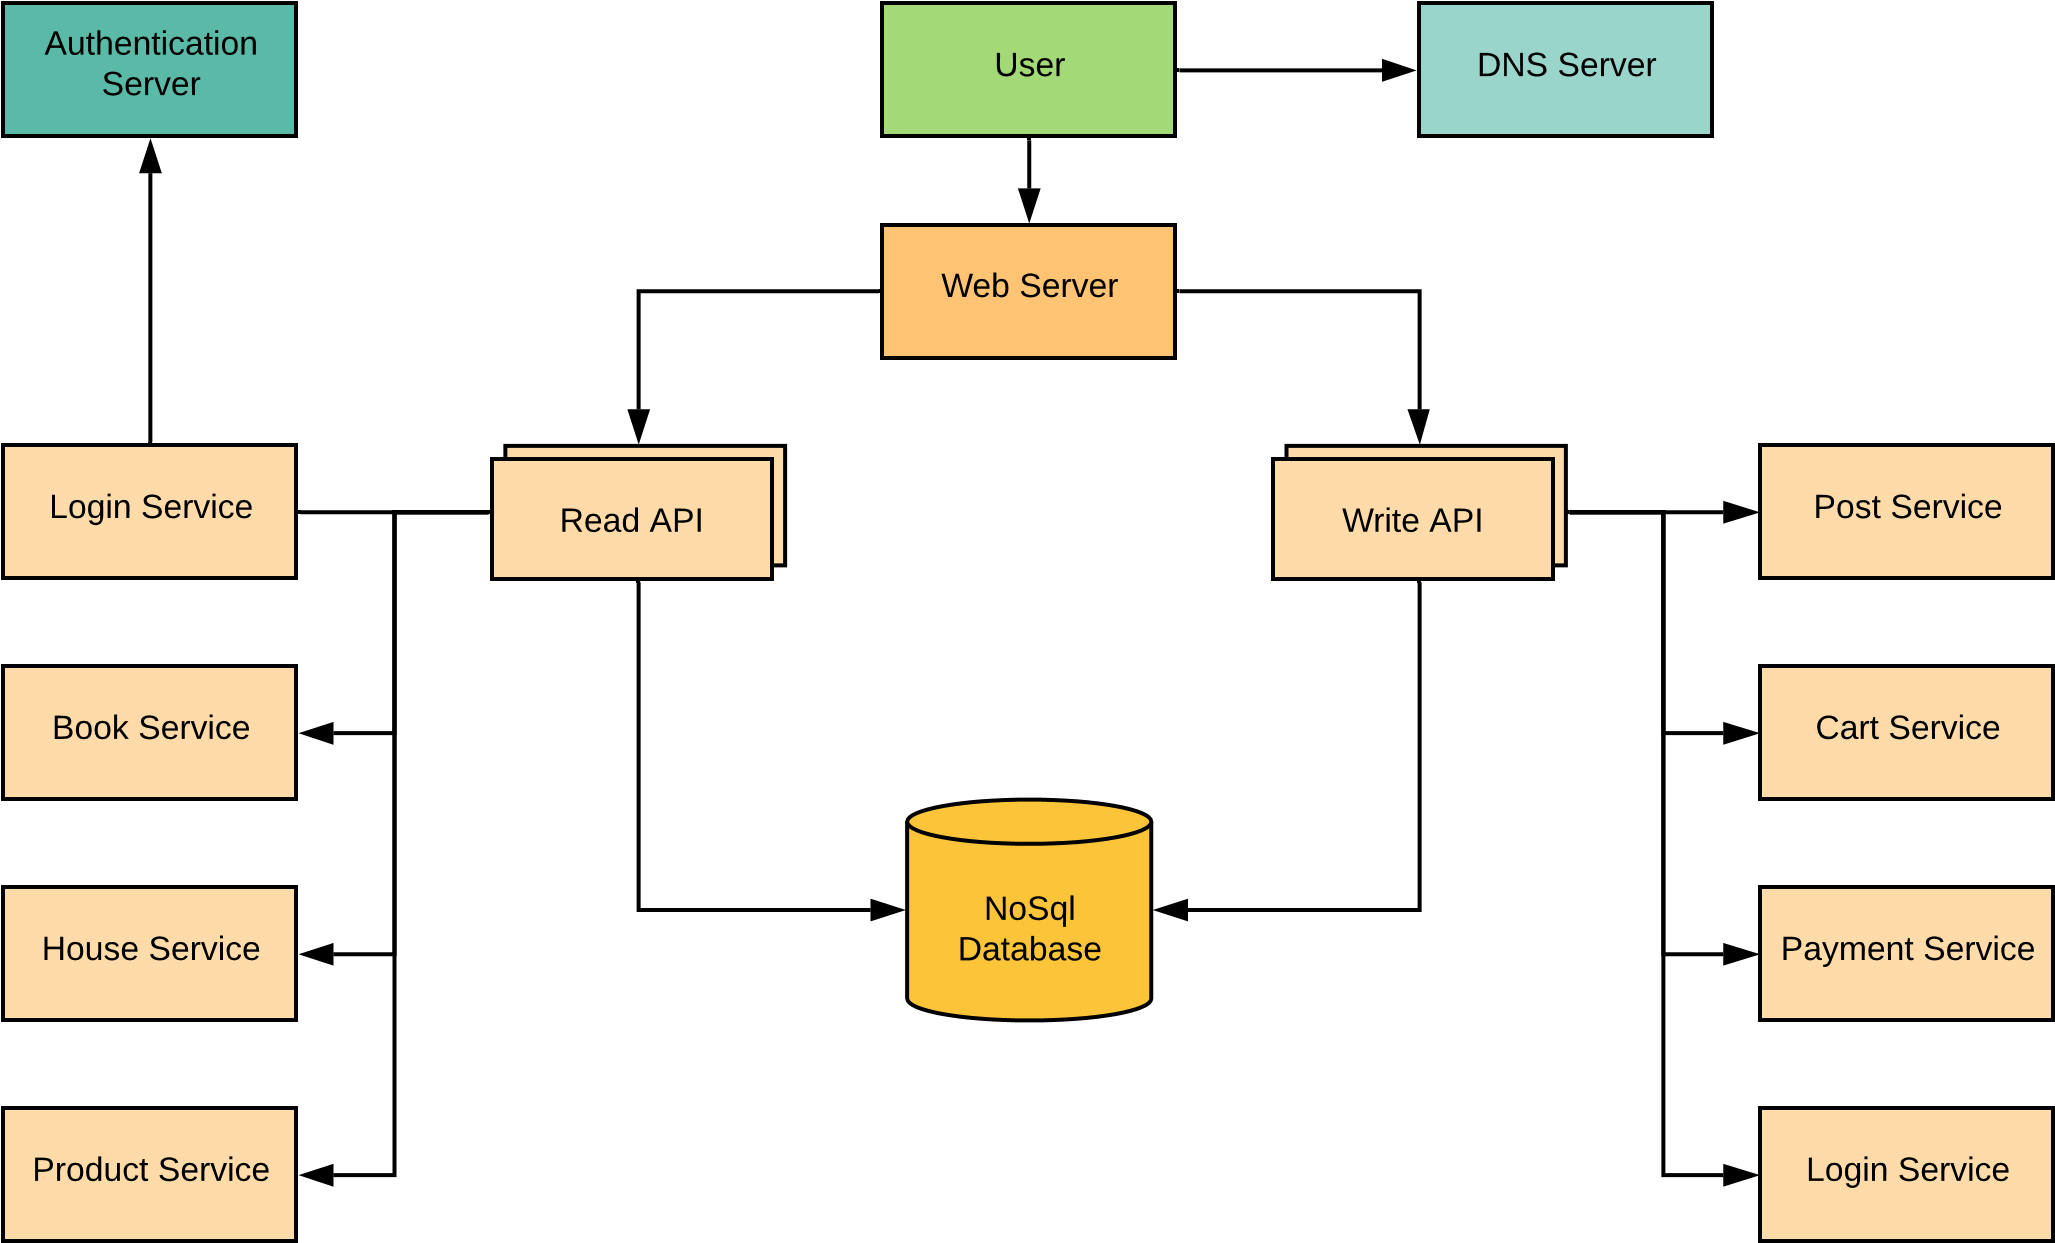 Authentication
Server
User
DNS Server
Web Server
Login Service
Read API
Write API
Post Service
Book Service
Cart Service
NoSql
Database
House Service
Payment Service
Product Service
Login Service